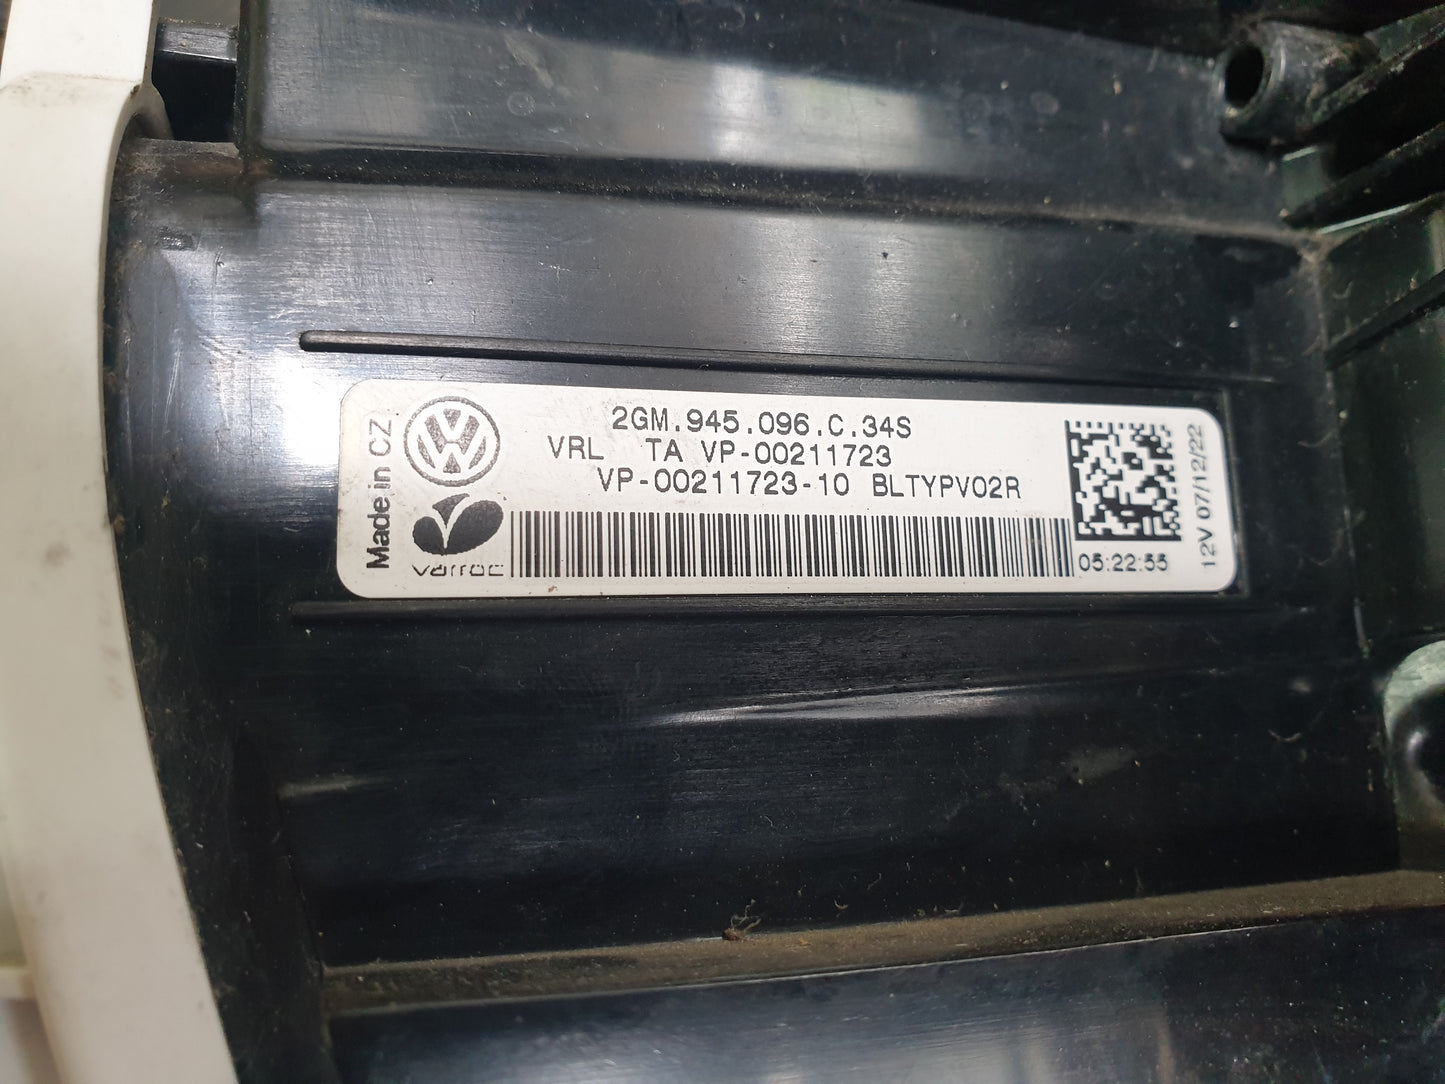 Made in CZ
2GM.945.096.C.34S
VRL TA VP-00211723
VP-00211723-10 BLTYPV02R
varroc
05:22:55
12V 07/12/22